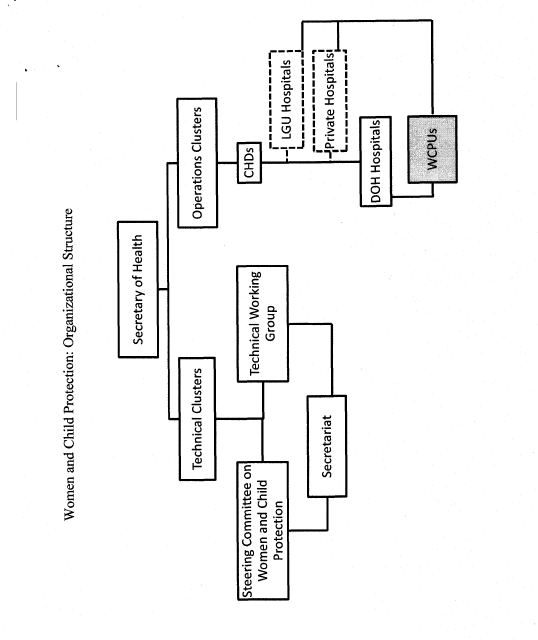 Women and Child Protection: Organizational Structure
Secretary of Health
Technical Clusters
Operations Clusters
Steering Committee on
Women and Child
Protection
Technical Working
Group
Secretariat
CHDs
LGU Hospitals
Private Hospitals
DOH Hospitals
WCPUs